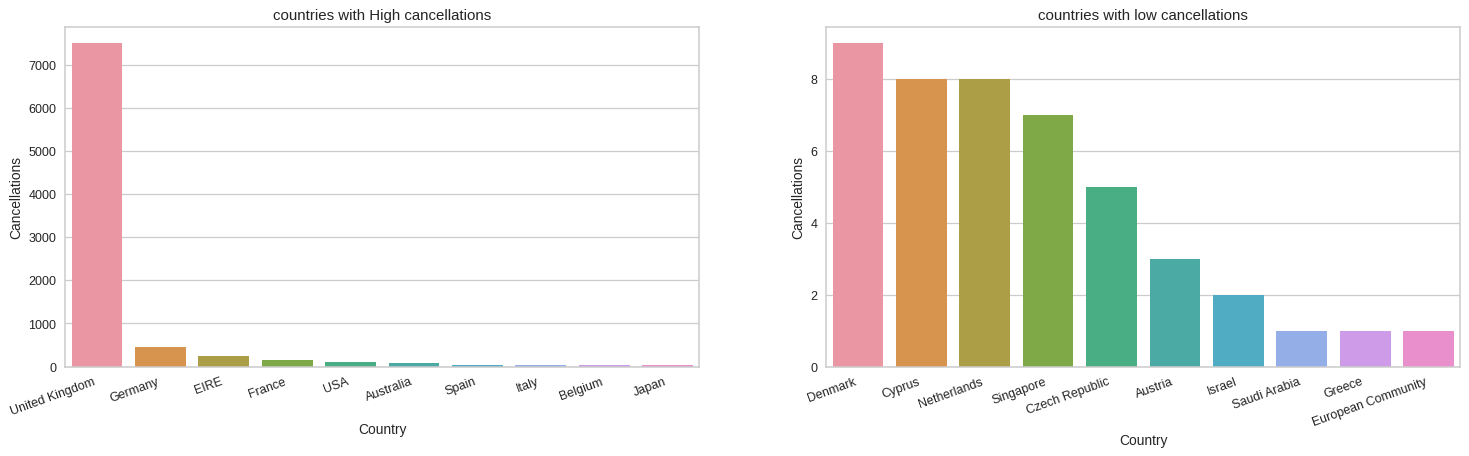 countries with High cancellations
Cancellations
7000
6000
5000
4000
3000
2000
1000
0
United Kingdom
Germany
EIRE
France
USA
Australia
Spain
Italy
Belgium
Japan
Country
countries with low cancellations
Cancellations
8
6
4
2
0
Denmark
Cyprus
Netherlands
Singapore
Czech Republic
Austria
Israel
Saudi Arabia
Greece
European Community
Country